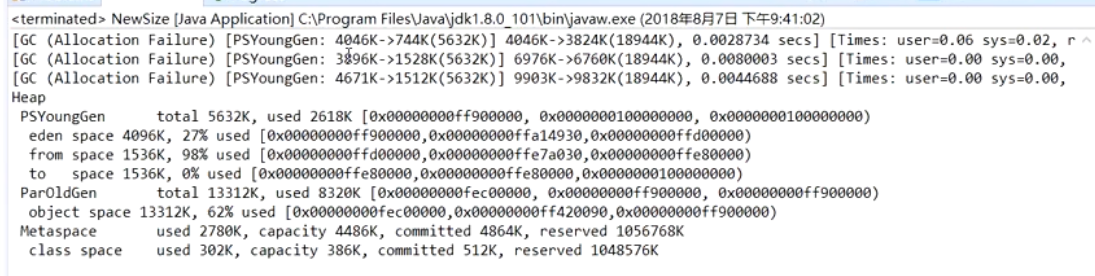 <terminated> NewSize [Java Application] C:\Program Files\Java\jdk1.8.0_101\bin\javaw.exe (2018年8月7日 下午9:41:02)
[GC (Allocation Failure) [PSYoungGen: 4046K->744K(5632K)] 4046K->3824K(18944K), 0.0028734 secs] [Times: user=0.06 sys=0.02, r
[GC (Allocation Failure) [PSYoungGen: 3896K->1528K(5632K)] 6976K->6760K(18944K), 0.0080003 secs] [Times: user=0.00 sys=0.00,
[GC (Allocation Failure) [PSYoungGen: 4671K->1512K(5632K)] 9903K->9832K(18944K), 0.0044688 secs] [Times: user=0.00 sys=0.00,
Heap
PSYoungGen total 5632K, used 2618K [0x00000000ff900000, 0x0000000100000000, 0x0000000100000000)
eden space 4096K, 27% used [0x00000000ff900000,0x00000000ffa14930,0x00000000ffd00000)
from space 1536K, 98% used [0x00000000ffd00000,0x00000000ffe7a030,0x00000000ffe80000)
to space 1536K, 0% used [0x00000000ffe80000,0x00000000ffe80000,0x0000000100000000)
ParOldGen total 13312K, used 8320K [0x00000000fec00000, 0x00000000ff900000, 0x00000000ff900000)
object space 13312K, 62% used [0x00000000fec00000,0x00000000ff420090,0x00000000ff900000)
Metaspace used 2780K, capacity 4486K, committed 4864K, reserved 1056768K
class space used 302K, capacity 386K, committed 512K, reserved 1048576K